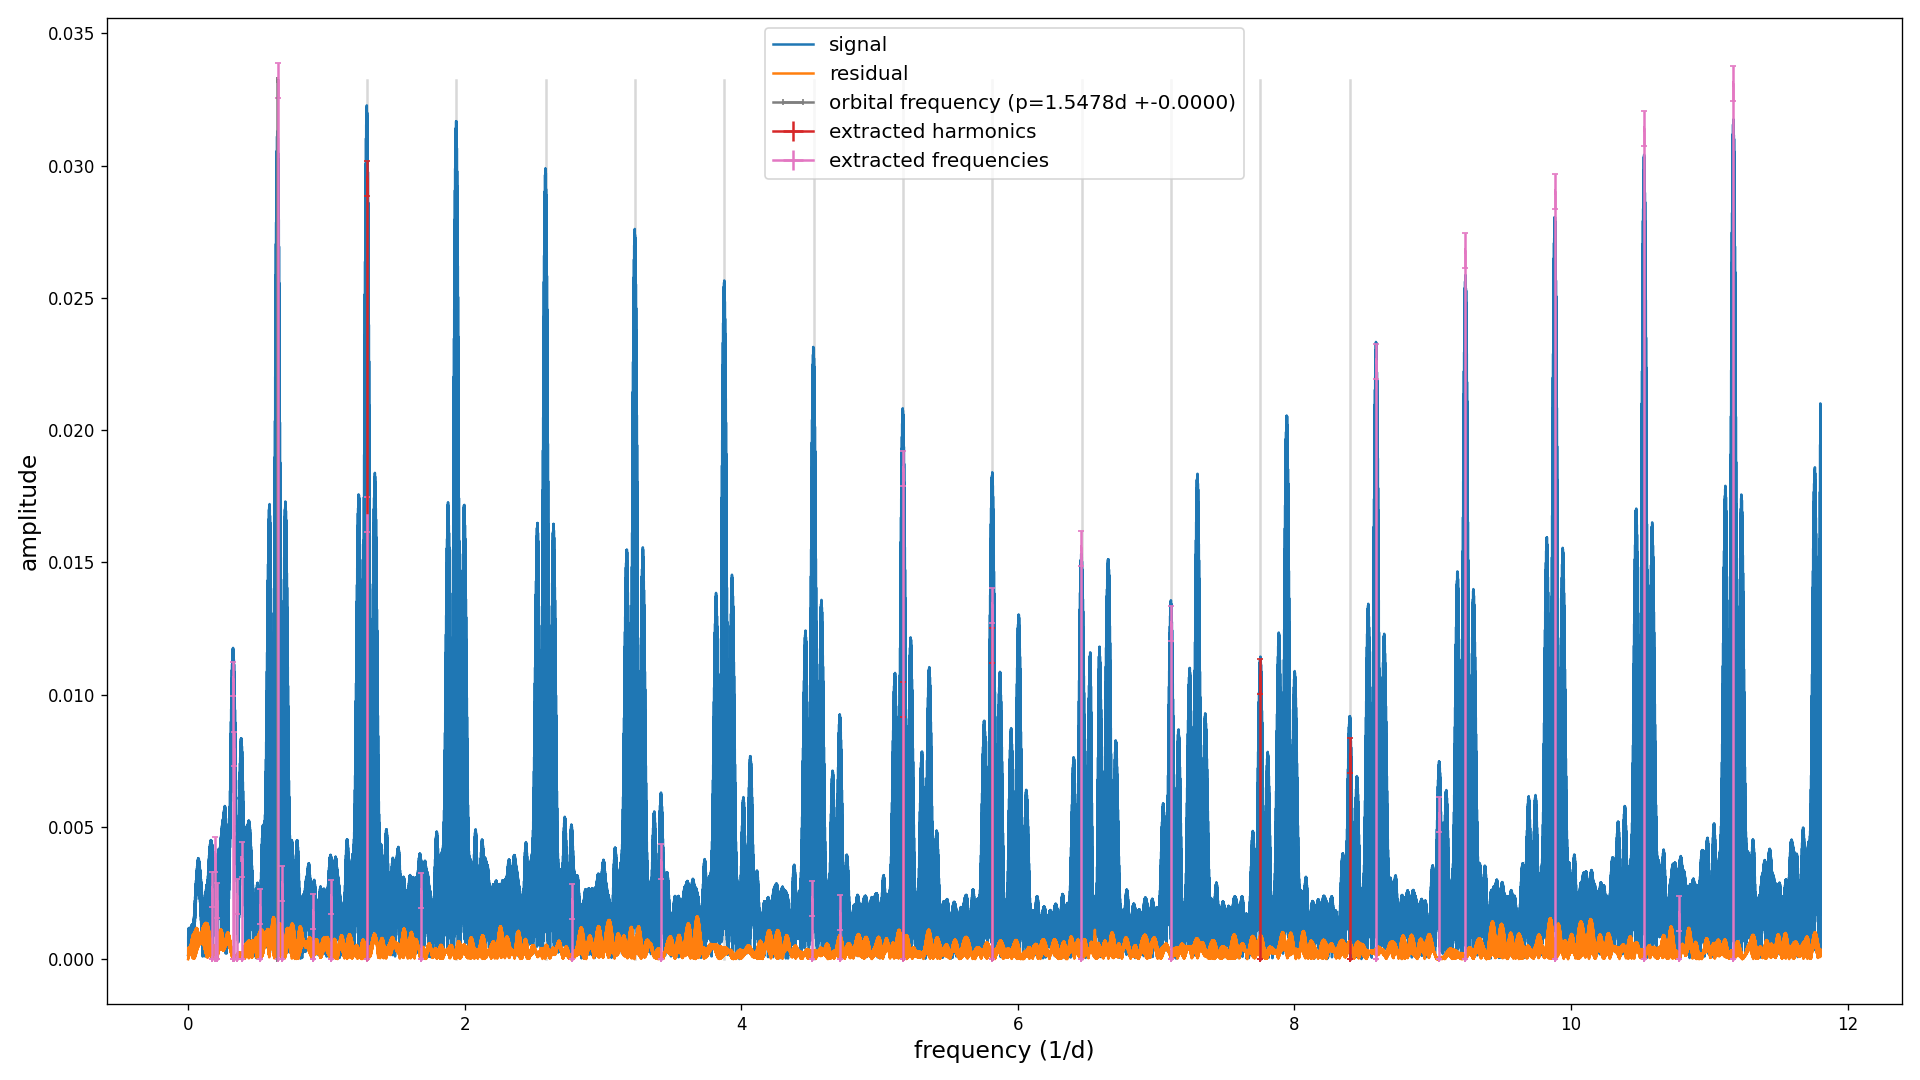 0.035
0.030
0.025
0.020
0.015
0.010
0.005
0.000
amplitude
signal
residual
orbital frequency (p=1.5478d +-0.0000)
extracted harmonics
extracted frequencies
0 2 4 6 8 10 12
frequency (1/d)